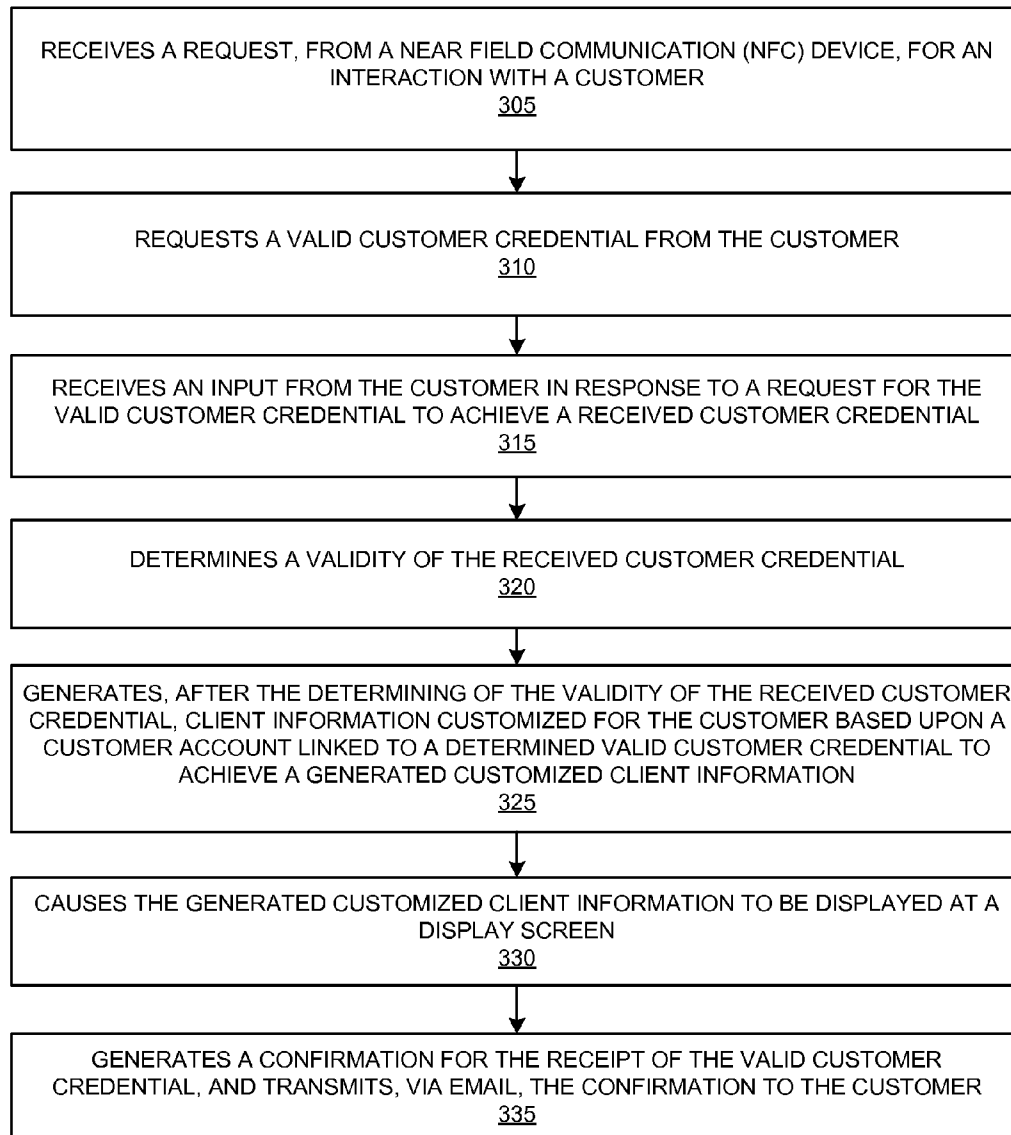 RECEIVES A REQUEST, FROM A NEAR FIELD COMMUNICATION (NFC) DEVICE, FOR AN
INTERACTION WITH A CUSTOMER
305
REQUESTS A VALID CUSTOMER CREDENTIAL FROM THE CUSTOMER
310
RECEIVES AN INPUT FROM THE CUSTOMER IN RESPONSE TO A REQUEST FOR THE
VALID CUSTOMER CREDENTIAL TO ACHIEVE A RECEIVED CUSTOMER CREDENTIAL
315
DETERMINES A VALIDITY OF THE RECEIVED CUSTOMER CREDENTIAL
320
GENERATES, AFTER THE DETERMINING OF THE VALIDITY OF THE RECEIVED CUSTOMER
CREDENTIAL, CLIENT INFORMATION CUSTOMIZED FOR THE CUSTOMER BASED UPON A
CUSTOMER ACCOUNT LINKED TO A DETERMINED VALID CUSTOMER CREDENTIAL TO
ACHIEVE A GENERATED CUSTOMIZED CLIENT INFORMATION
325
CAUSES THE GENERATED CUSTOMIZED CLIENT INFORMATION TO BE DISPLAYED AT A
DISPLAY SCREEN
330
GENERATES A CONFIRMATION FOR THE RECEIPT OF THE VALID CUSTOMER
CREDENTIAL, AND TRANSMITS, VIA EMAIL, THE CONFIRMATION TO THE CUSTOMER
335